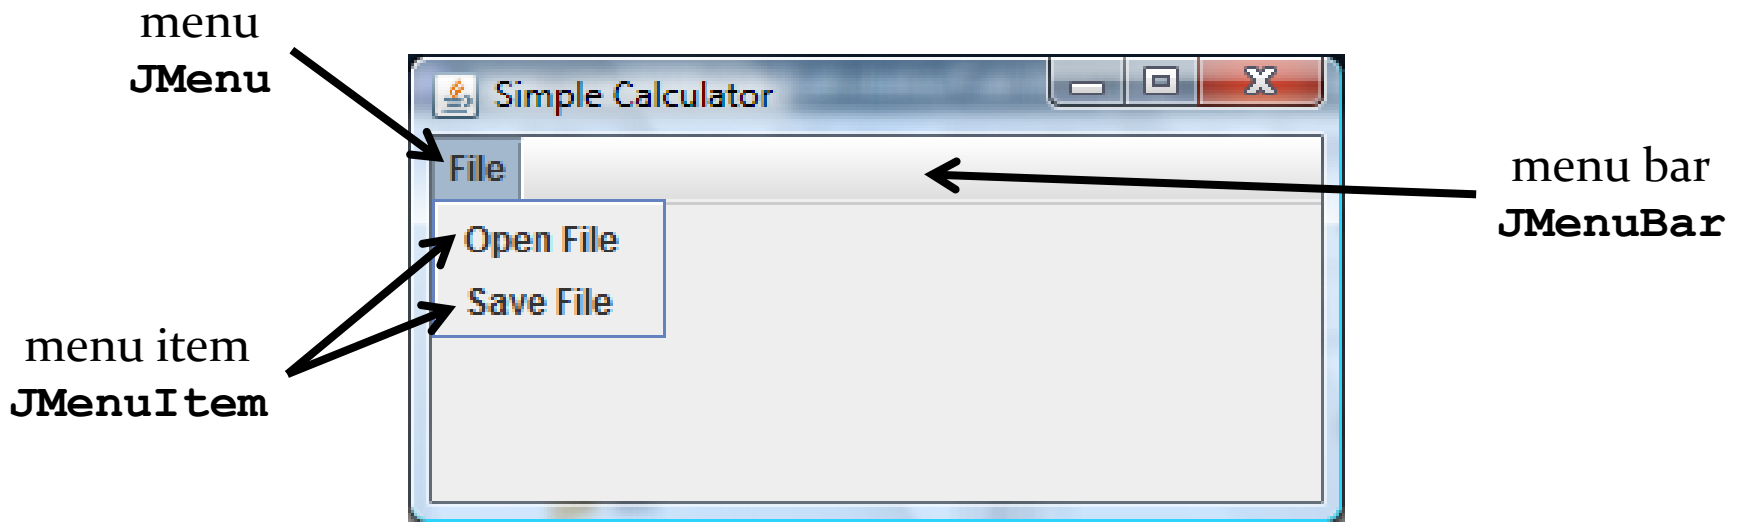 menu
JMenu
Simple Calculator
File
menu bar
JMenuBar
Open File
Save File
menu item
JMenuItem